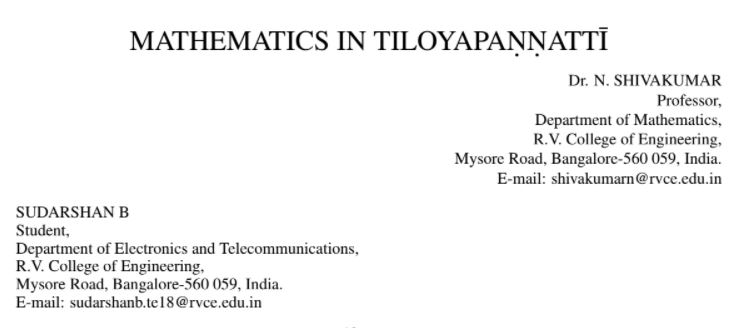 MATHEMATICS IN TILOYAPAṆṆATTĪ
Dr. N. SHIVAKUMAR
Professor,
Department of Mathematics,
R.V. College of Engineering,
Mysore Road, Bangalore-560 059, India.
E-mail: shivakumarn@rvce.edu.in
SUDARSHAN B
Student,
Department of Electronics and Telecommunications,
R.V. College of Engineering,
Mysore Road, Bangalore-560 059, India.
E-mail: sudarshanb.te18@rvce.edu.in